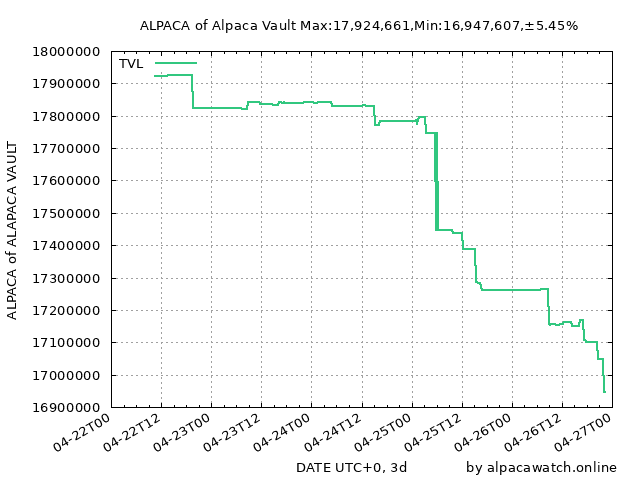 ALPACA of Alpaca Vault Max:17,924,661,Min:16,947,607,±5.45%
TVL
ALPACA of ALAPACA VAULT
18000000
17900000
17800000
17700000
17600000
17500000
17400000
17300000
17200000
17100000
17000000
16900000
04-22T00
04-22T12
04-23T00
04-23T12
04-24T00
04-24T12
04-25T00
04-25T12
04-26T00
04-26T12
04-27T00
DATE UTC+0, 3d
by alpacawatch.online